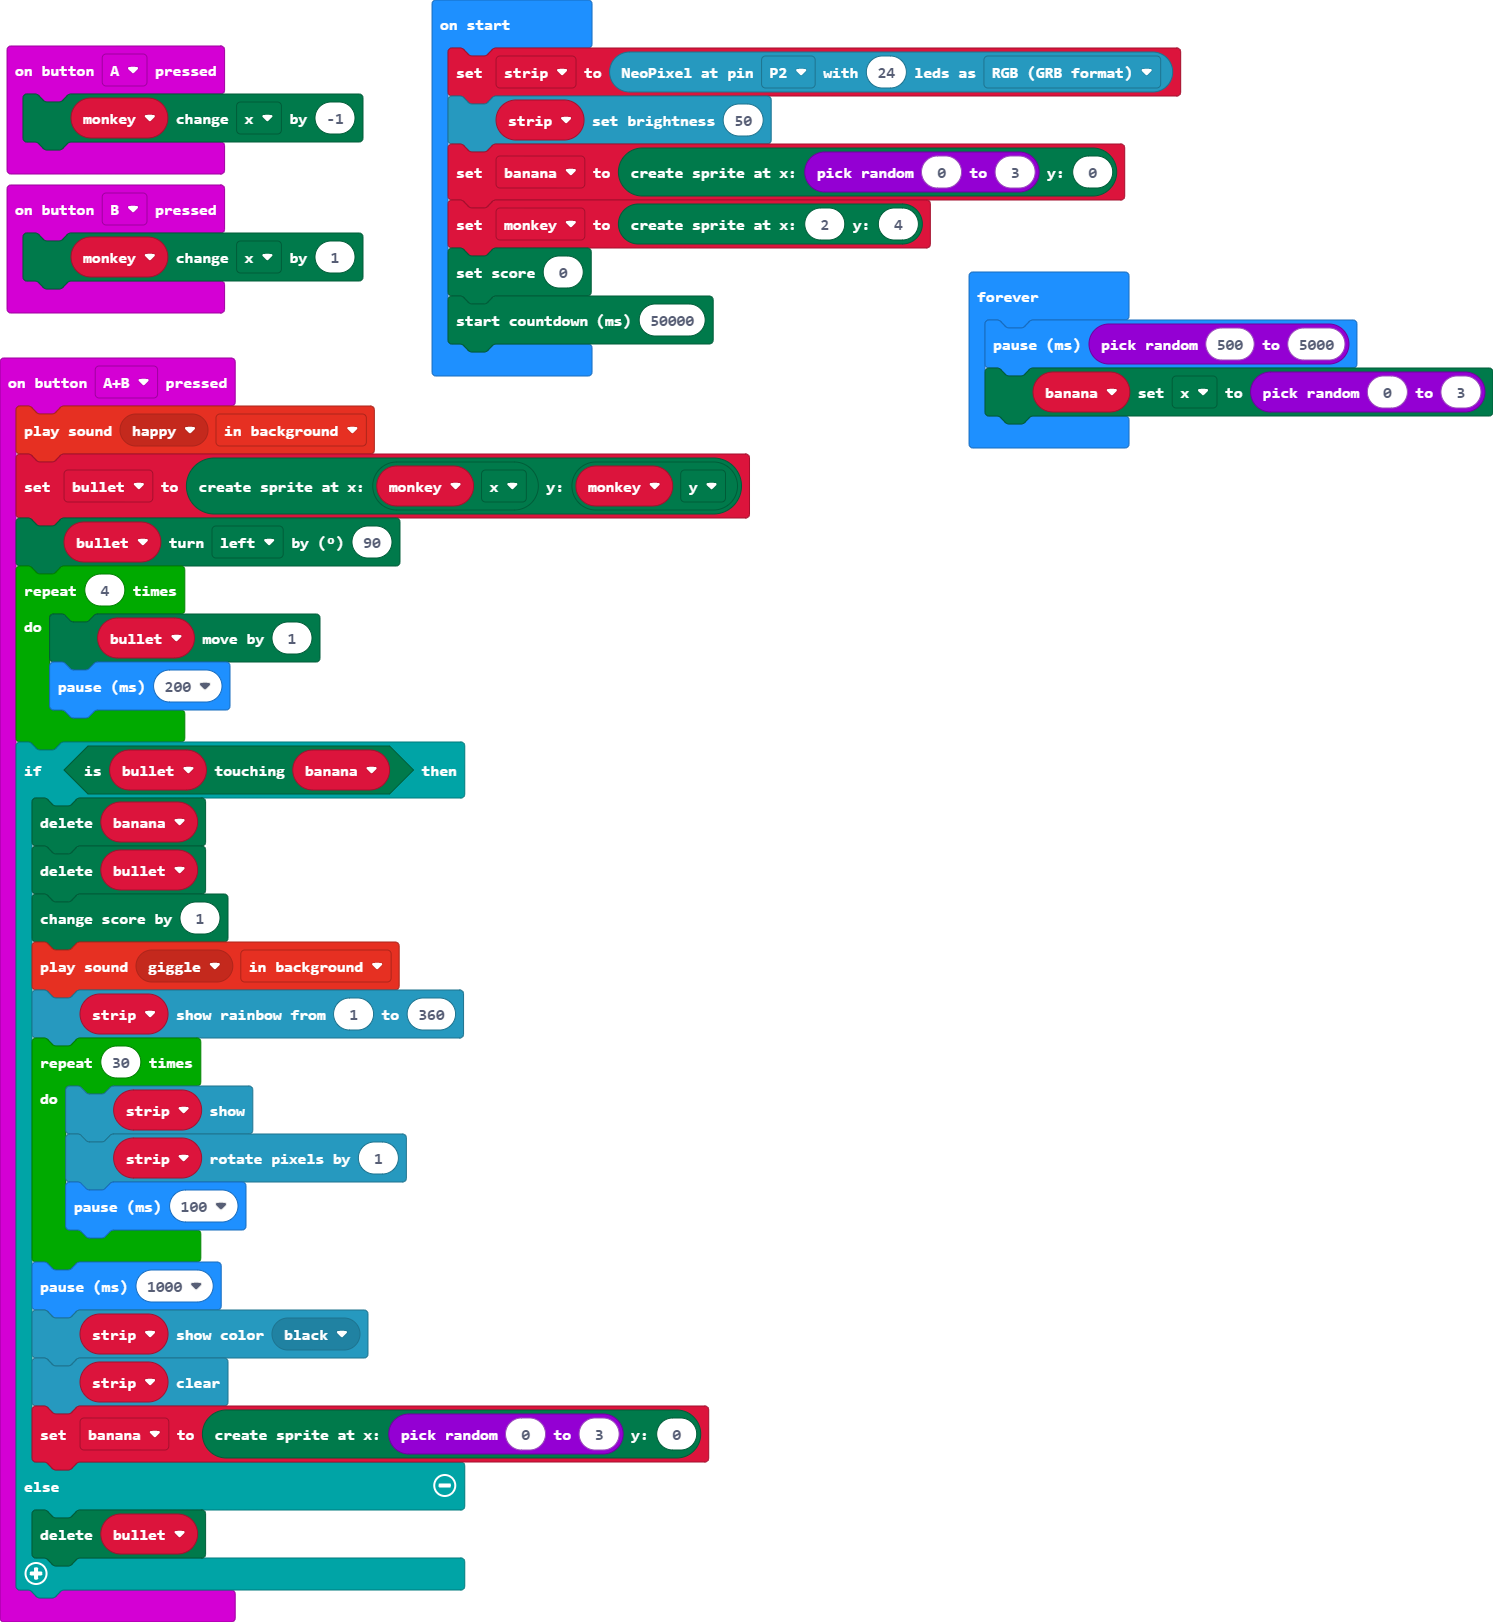 on button A pressed
monkey change x by -1
on button B pressed
monkey change x by 1
on start
set strip to NeoPixel at pin P2 with 24 leds as RGB (GRB format)
strip set brightness 50
set banana to create sprite at x: pick random 0 to 3 y: 0
set monkey to create sprite at x: 2 y: 4
set score 0
start countdown (ms) 50000
forever
pause (ms) pick random 500 to 5000
banana set x to pick random 0 to 3
on button A+B pressed
play sound happy in background
set bullet to create sprite at x: monkey x y: monkey y
bullet turn left by (º) 90
repeat 4 times
do
bullet move by 1
pause (ms) 200
if is bullet touching banana then
delete banana
delete bullet
change score by 1
play sound giggle in background
strip show rainbow from 1 to 360
repeat 30 times
do
strip show
strip rotate pixels by 1
pause (ms) 100
pause (ms) 1000
strip show color black
strip clear
set banana to create sprite at x: pick random 0 to 3 y: 0
else
delete bullet